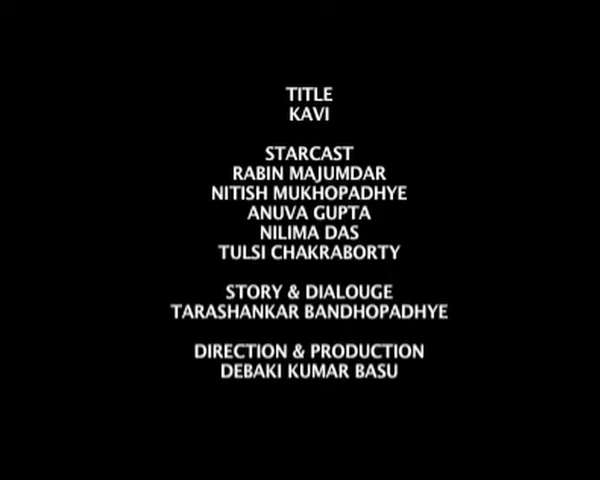 TITLE
KAVI
STARCAST
RABIN MAJUMDAR
NITISH MUKHOPADHYE
ANUVA GUPTA
NILIMA DAS
TULSI CHAKRABORTY
STORY & DIALOUGE
TARASHANKAR BANDHOPADHYE
DIRECTION & PRODUCTION
DEBAKI KUMAR BASU